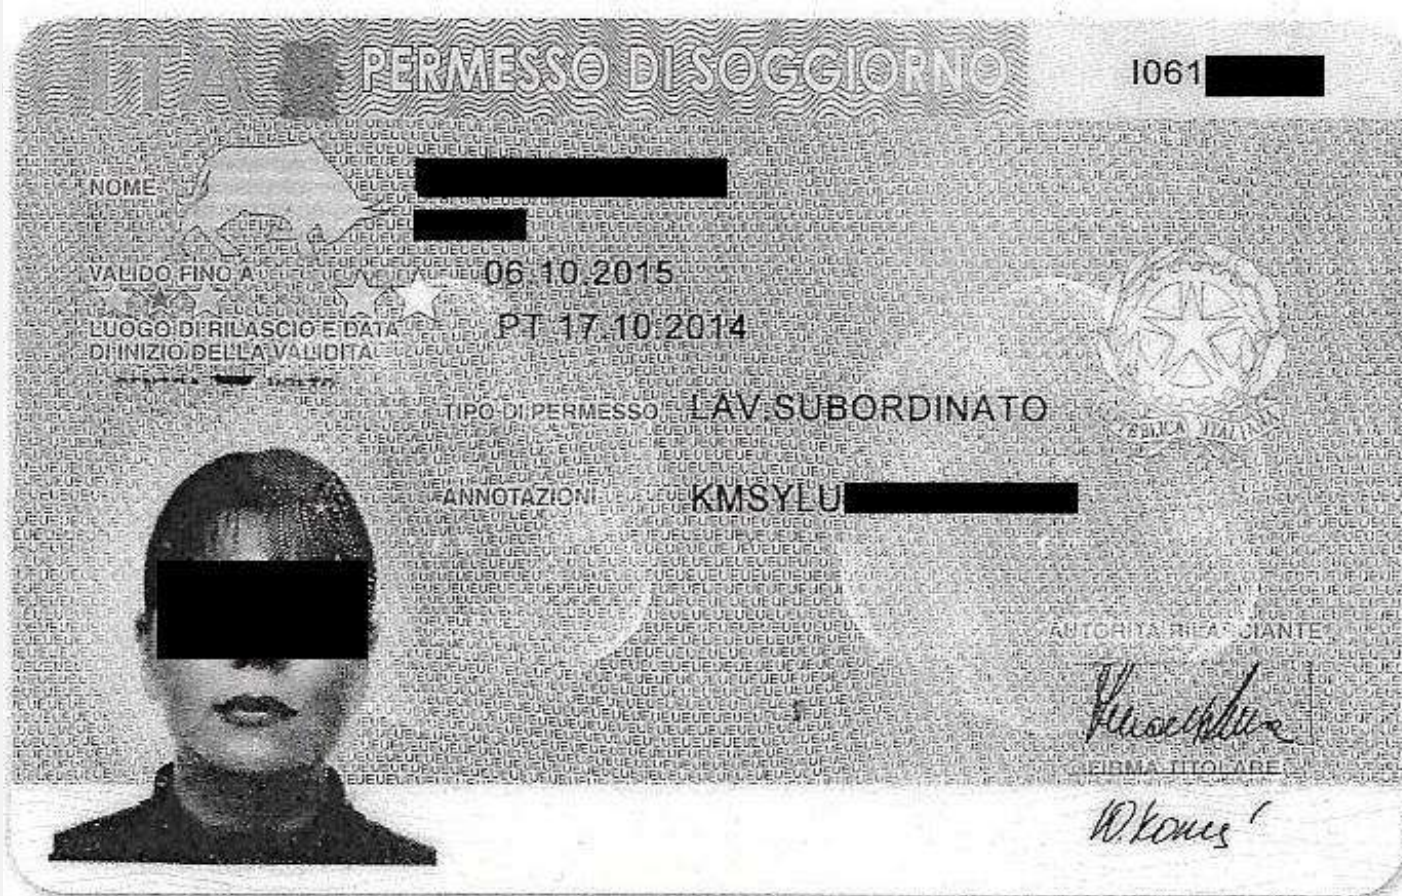 ITA PERMESSO DI SOGGIORNO
I061
NOME
VALIDO FINO A 06.10.2015
LUOGO DI RILASCIO E DATA PT 17.10.2014
DI INIZIO DELLA VALIDITA
TIPO DI PERMESSO LAV.SUBORDINATO
ANNOTAZIONI KMSYLU
AUTORITA RILASCIANTE
FIRMA TITOLARE